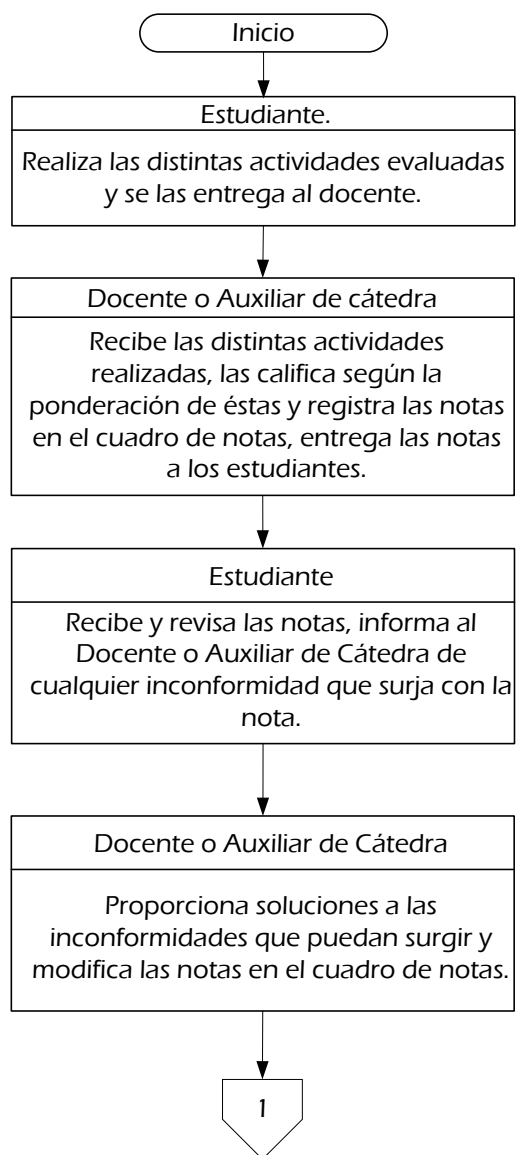 Inicio
Estudiante.
Realiza las distintas actividades evaluadas
y se las entrega al docente.
Docente o Auxiliar de cátedra
Recibe las distintas actividades
realizadas, las califica según la
ponderación de éstas y registra las notas
en el cuadro de notas, entrega las notas
a los estudiantes.
Estudiante
Recibe y revisa las notas, informa al
Docente o Auxiliar de Cátedra de
cualquier inconformidad que surja con la
nota.
Docente o Auxiliar de Cátedra
Proporciona soluciones a las
inconformidades que puedan surgir y
modifica las notas en el cuadro de notas.
1